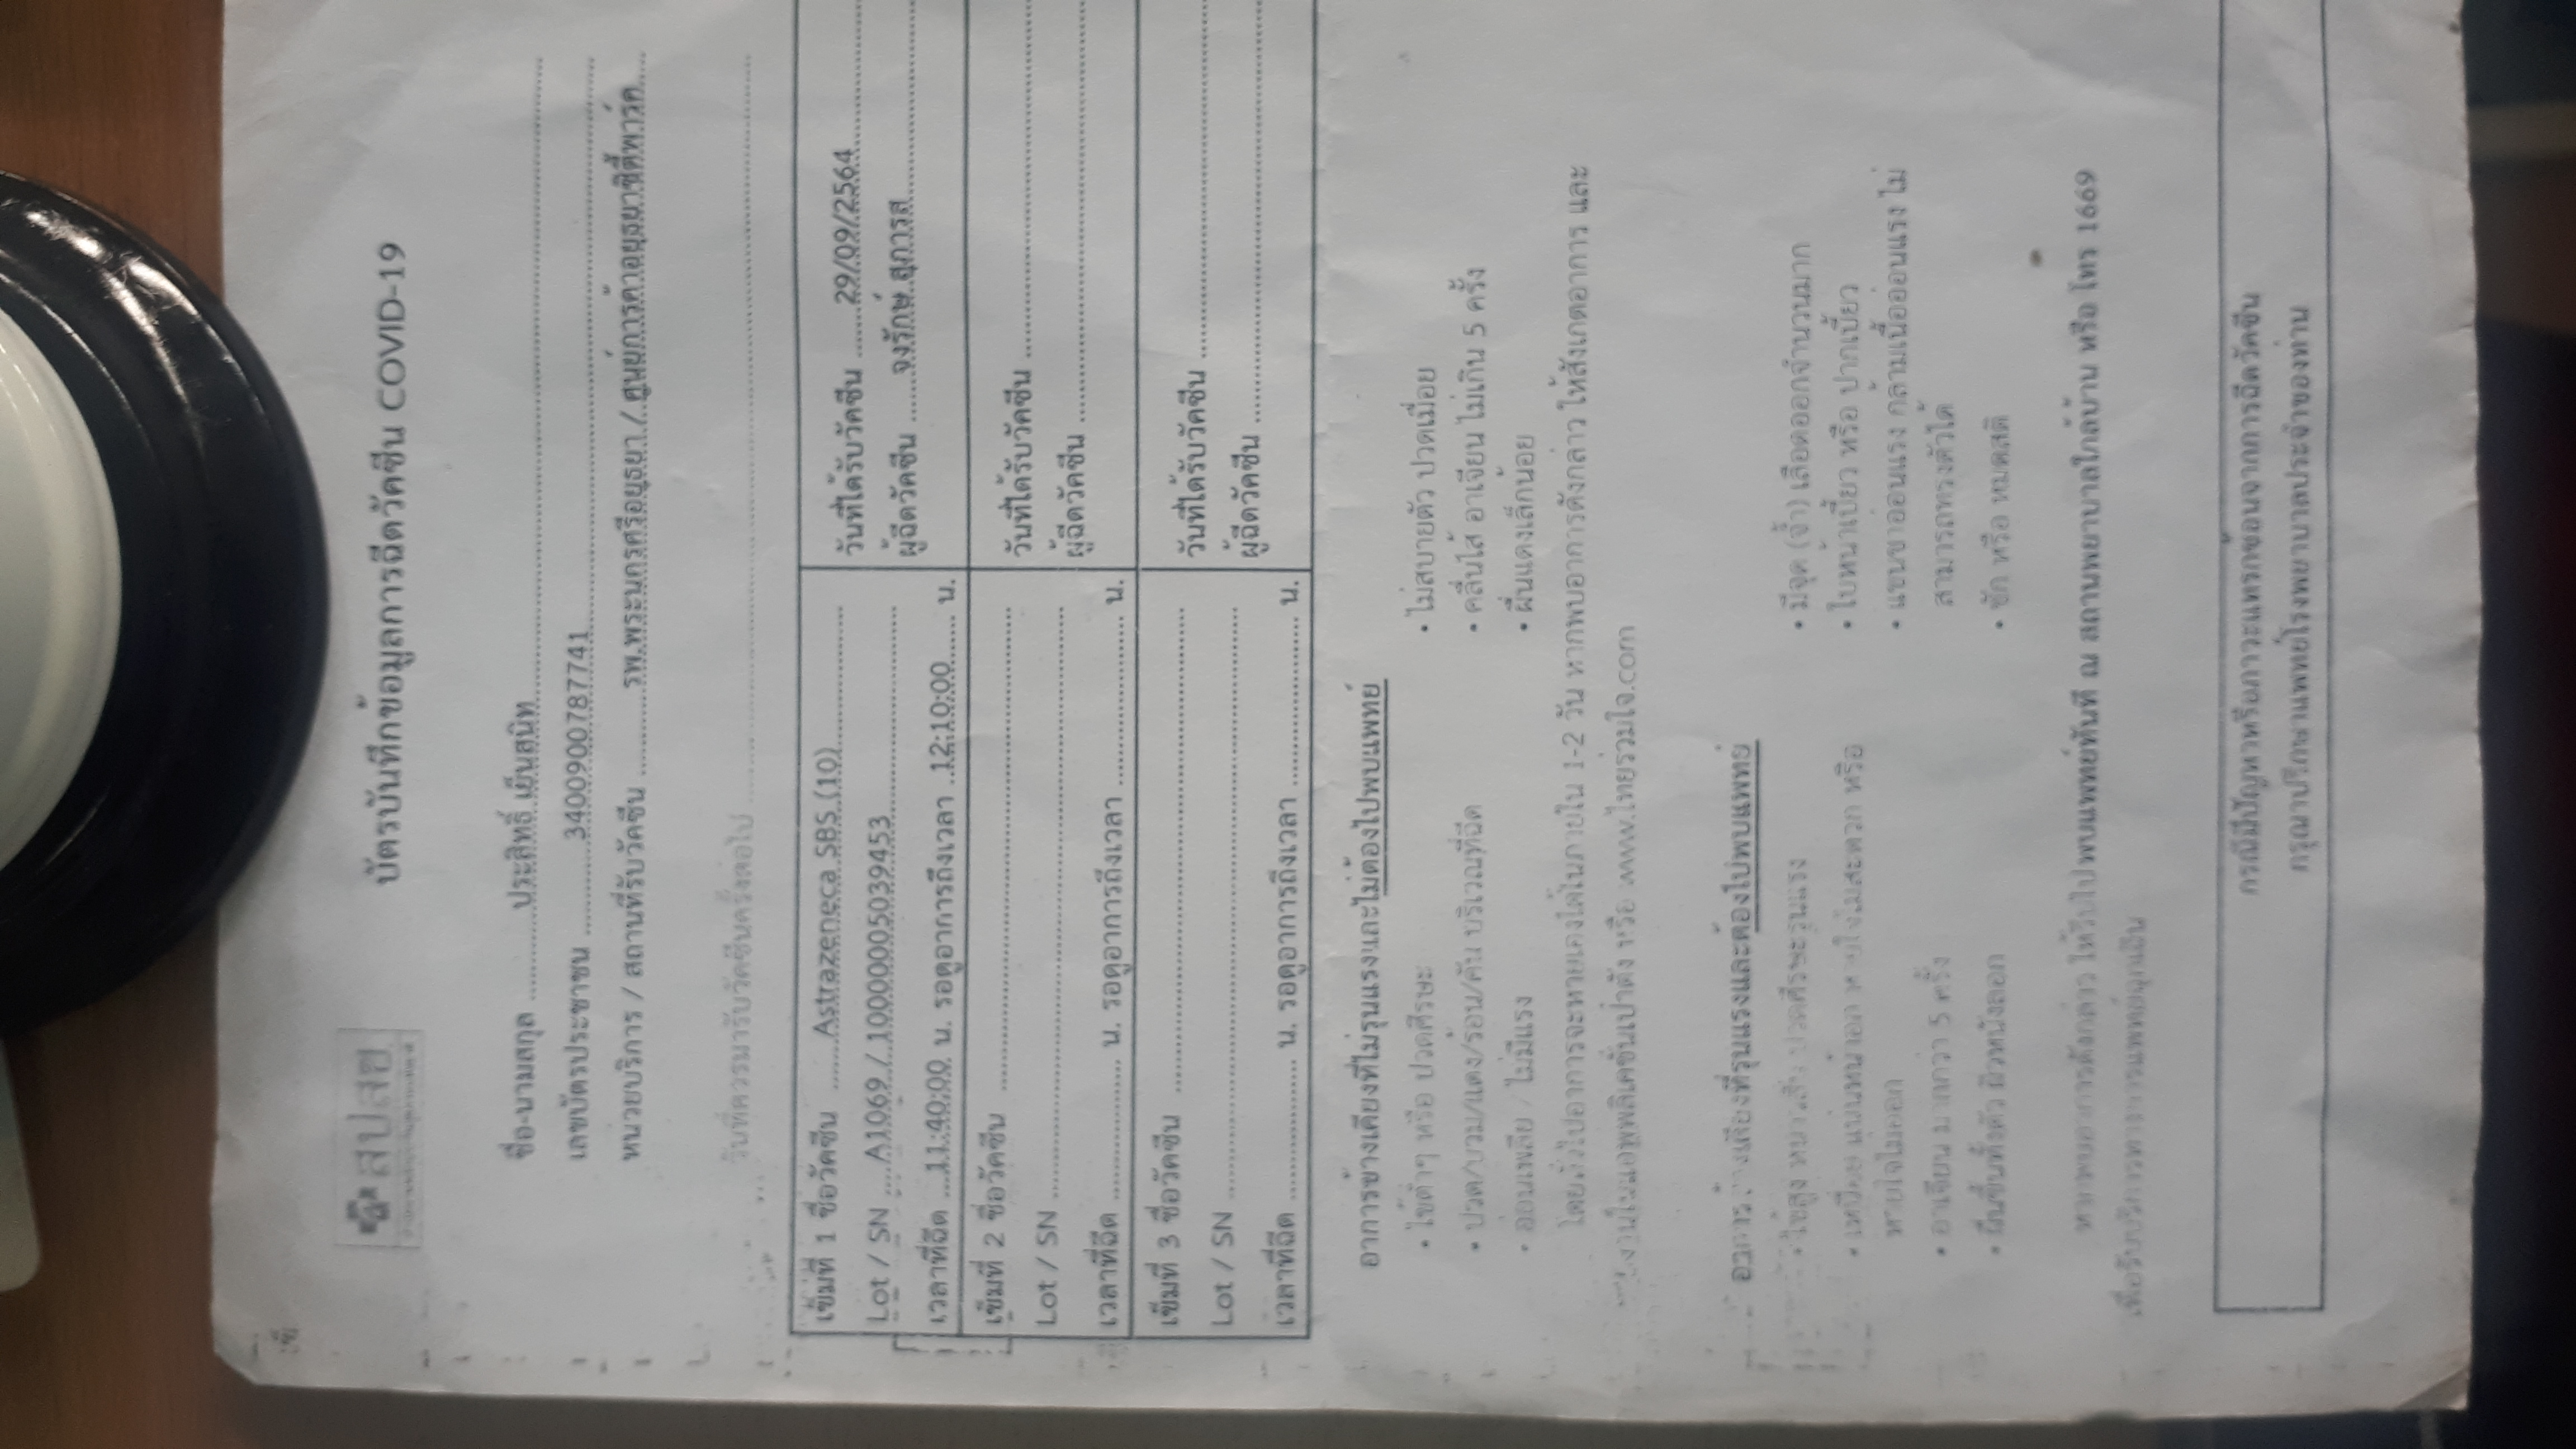 สปสช
บัตรบันทึกข้อมูลการฉีดวัคซีน COVID-19
ชื่อ-นามสกุล ประสิทธิ์ เย็นสนิท
เลขบัตรประชาชน 3400900787741
หน่วยบริการ / สถานที่รับวัคซีน รพ.พระนครศรีอยุธยา / ศูนย์การค้าอยุธยาซิตี้พาร์ค
วันที่ควรมารับวัคซีนครั้งต่อไป
เข็มที่ 1 ชื่อวัคซีน Astrazeneca SBS (10)
Lot / SN A1069 / 10000005039453
เวลาที่ฉีด 11:40:00 น. รอดูอาการถึงเวลา 12:10:00 น.
วันที่ได้รับวัคซีน 29/09/2564
ผู้ฉีดวัคซีน จงรักษ์ สุภารส
เข็มที่ 2 ชื่อวัคซีน
Lot / SN
เวลาที่ฉีด น. รอดูอาการถึงเวลา น.
วันที่ได้รับวัคซีน
ผู้ฉีดวัคซีน
เข็มที่ 3 ชื่อวัคซีน
Lot / SN
เวลาที่ฉีด น. รอดูอาการถึงเวลา น.
วันที่ได้รับวัคซีน
ผู้ฉีดวัคซีน
อาการข้างเคียงที่ไม่รุนแรงและไม่ต้องไปพบแพทย์
• ไข้ต่ำๆ หรือ ปวดศีรษะ
• ปวด/บวม/แดง/ร้อน/คัน บริเวณที่ฉีด
• อ่อนเพลีย / ไม่มีแรง
• ไม่สบายตัว ปวดเมื่อย
• คลื่นไส้ อาเจียน ไม่เกิน 5 ครั้ง
• ผื่นแดงเล็กน้อย
โดยทั่วไปอาการจะหายเองได้ในภายใน 1-2 วัน หากพบอาการดังกล่าว ให้สังเกตอาการ และ
งานในแอพพลิเคชั่นเป๋าตัง หรือ www.ไทยร่วมใจ.com
อาการข้างเคียงที่รุนแรงและต้องไปพบแพทย์
• ไข้สูง หนาวสั่น ปวดศีรษะรุนแรง
• เหนื่อย แน่นหน้าอก หายใจไม่สะดวก หรือ
หายใจไม่ออก
• อาเจียน มากกว่า 5 ครั้ง
• ผื่นขึ้นทั้งตัว ผิวหนังลอก
• มีจุด (จ้ำ) เลือดออกจำนวนมาก
• ใบหน้าเบี้ยว หรือ ปากเบี้ยว
• แขนขาอ่อนแรง กล้ามเนื้ออ่อนแรง ไม่
สามารถทรงตัวได้
• ชัก หรือ หมดสติ
หากพบอาการดังกล่าว ให้รีบไปพบแพทย์ทันที ณ สถานพยาบาลใกล้บ้าน หรือ โทร 1669
เพื่อรับบริการทางการแพทย์ฉุกเฉิน
กรณีมีปัญหาหรือภาวะแทรกซ้อนจากการฉีดวัคซีน
กรุณาปรึกษาแพทย์โรงพยาบาลประจำของท่าน